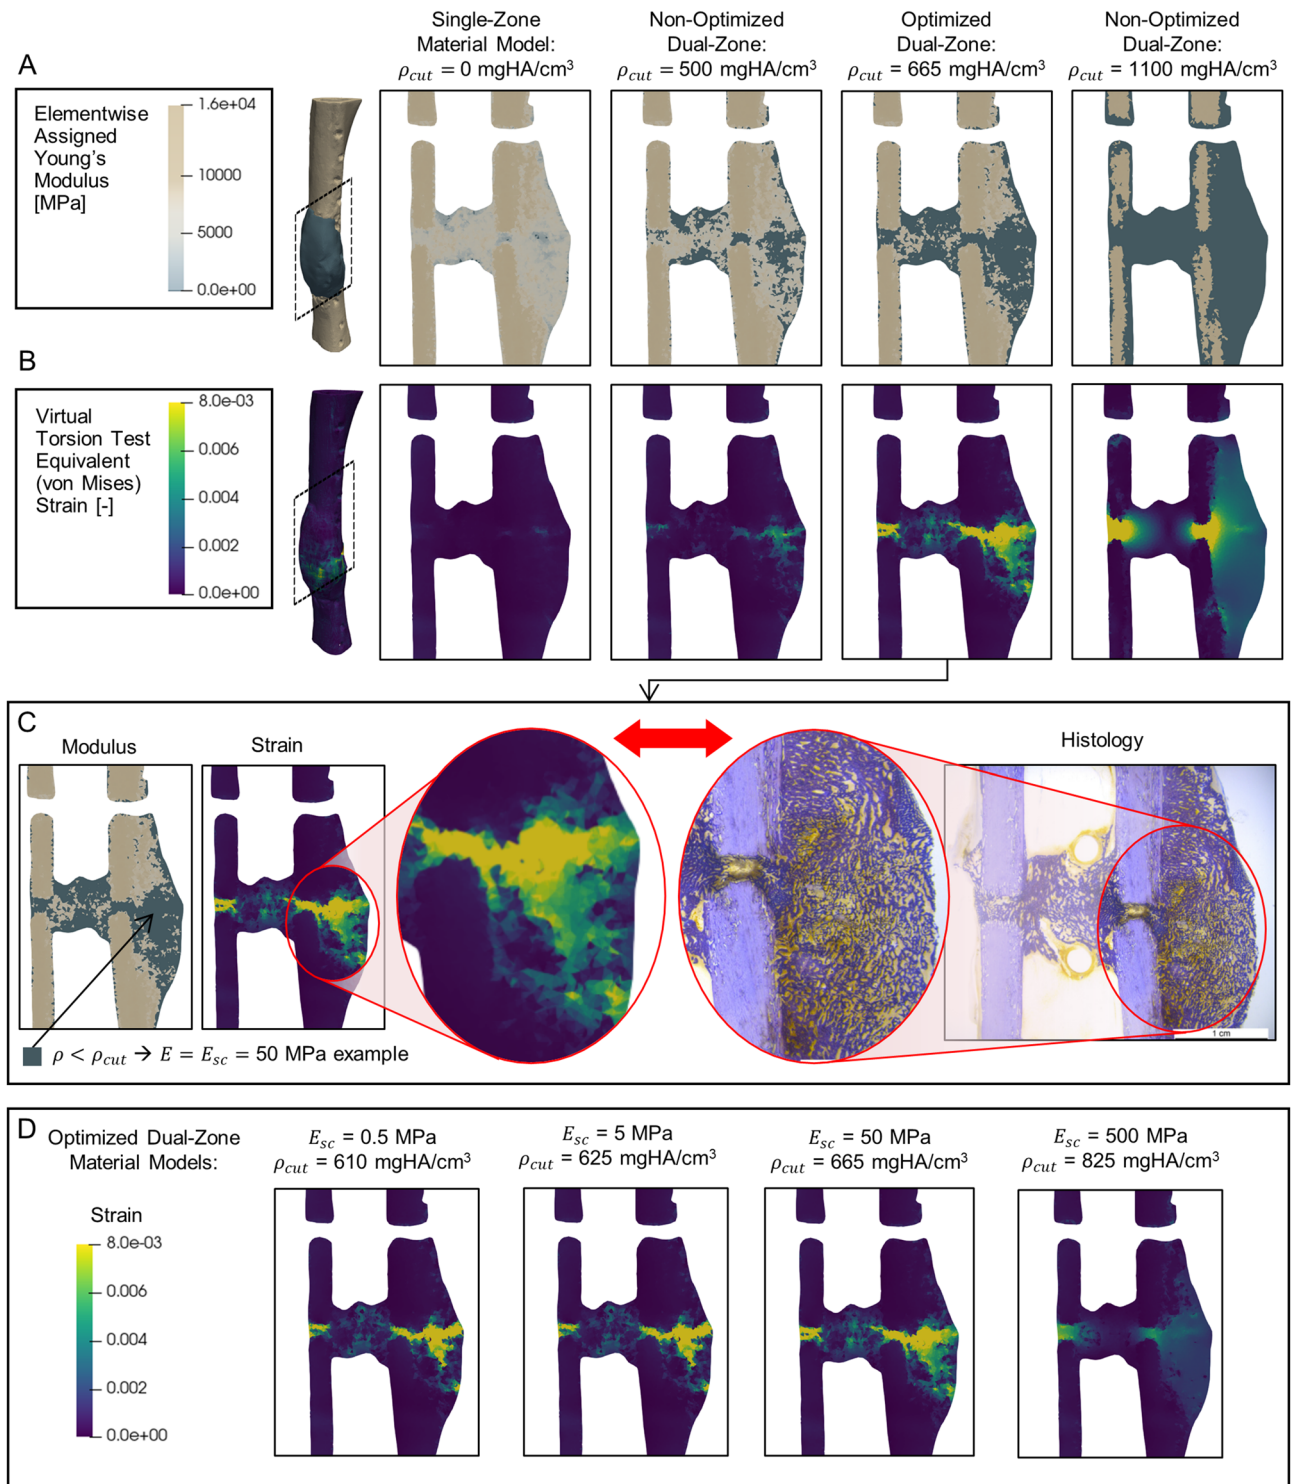 Single-Zone
Material Model:
ρcut = 0 mgHA/cm³
Non-Optimized
Dual-Zone:
ρcut = 500 mgHA/cm³
Optimized
Dual-Zone:
ρcut = 665 mgHA/cm³
Non-Optimized
Dual-Zone:
ρcut = 1100 mgHA/cm³
A
Elementwise
Assigned
Young's
Modulus
[MPa]
1.6e+04
10000
5000
0.0e+00
B
Virtual
Torsion Test
Equivalent
(von Mises)
Strain [-]
8.0e-03
0.006
0.004
0.002
0.0e+00
C
Modulus
Strain
Histology
1 cm
ρ < ρcut → E = Esc = 50 MPa example
D
Optimized Dual-Zone
Material Models:
Esc = 0.5 MPa
ρcut = 610 mgHA/cm³
Esc = 5 MPa
ρcut = 625 mgHA/cm³
Esc = 50 MPa
ρcut = 665 mgHA/cm³
Esc = 500 MPa
ρcut = 825 mgHA/cm³
Strain
8.0e-03
0.006
0.004
0.002
0.0e+00